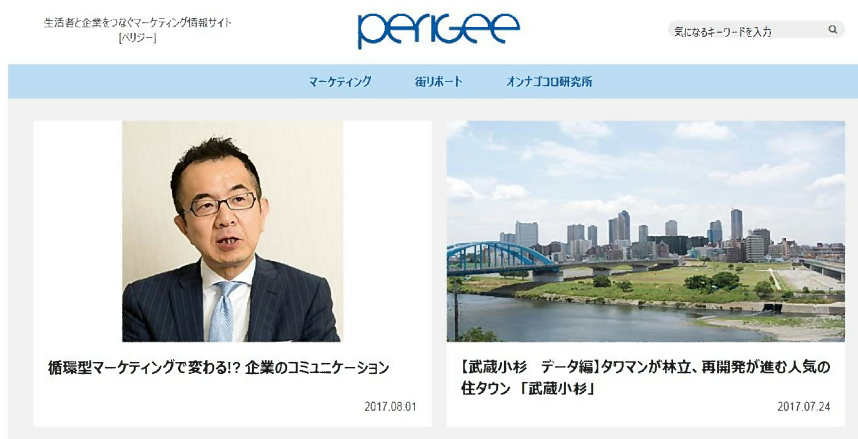 生活者と企業をつなぐマーケティング情報サイト
[ペリジー]
perigee
気になるキーワードを入力
マーケティング
街リポート
オンナゴコロ研究所
循環型マーケティングで変わる!? 企業のコミュニケーション
2017.08.01
【武蔵小杉　データ編】タワマンが林立、再開発が進む人気の
住タウン 「武蔵小杉」
2017.07.24